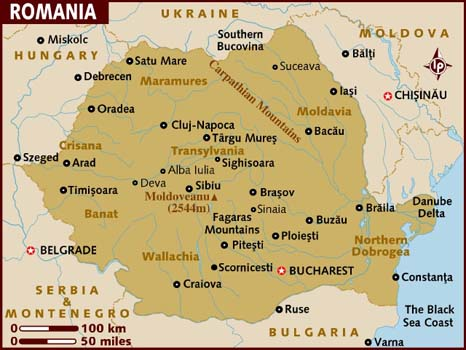 ROMANIA
UKRAINE
MOLDOVA
Miskolc
HUNGARY
Southern
Bucovina
Bălţi
Satu Mare
Suceava
Debrecen
Maramures
Carpathian Mountains
Iaşi
CHIŞINĂU
Oradea
Moldavia
Cluj-Napoca
Târgu Mureş
Bacău
Crisana
Transylvania
Szeged
Arad
Sighisoara
Alba Iulia
Timişoara
Deva
Sibiu
Braşov
Moldoveanu
(2544m)
Danube
Delta
Banat
Fagaras
Mountains
Sinaia
Buzău
Brăila
Piteşti
Ploieşti
Northern
Dobrogea
BELGRADE
Wallachia
Scornicesti
BUCHAREST
Constanţa
SERBIA
&
MONTENEGRO
Craiova
The Black
Sea Coast
Ruse
BULGARIA
Varna
0 100 km
0 50 miles
LP